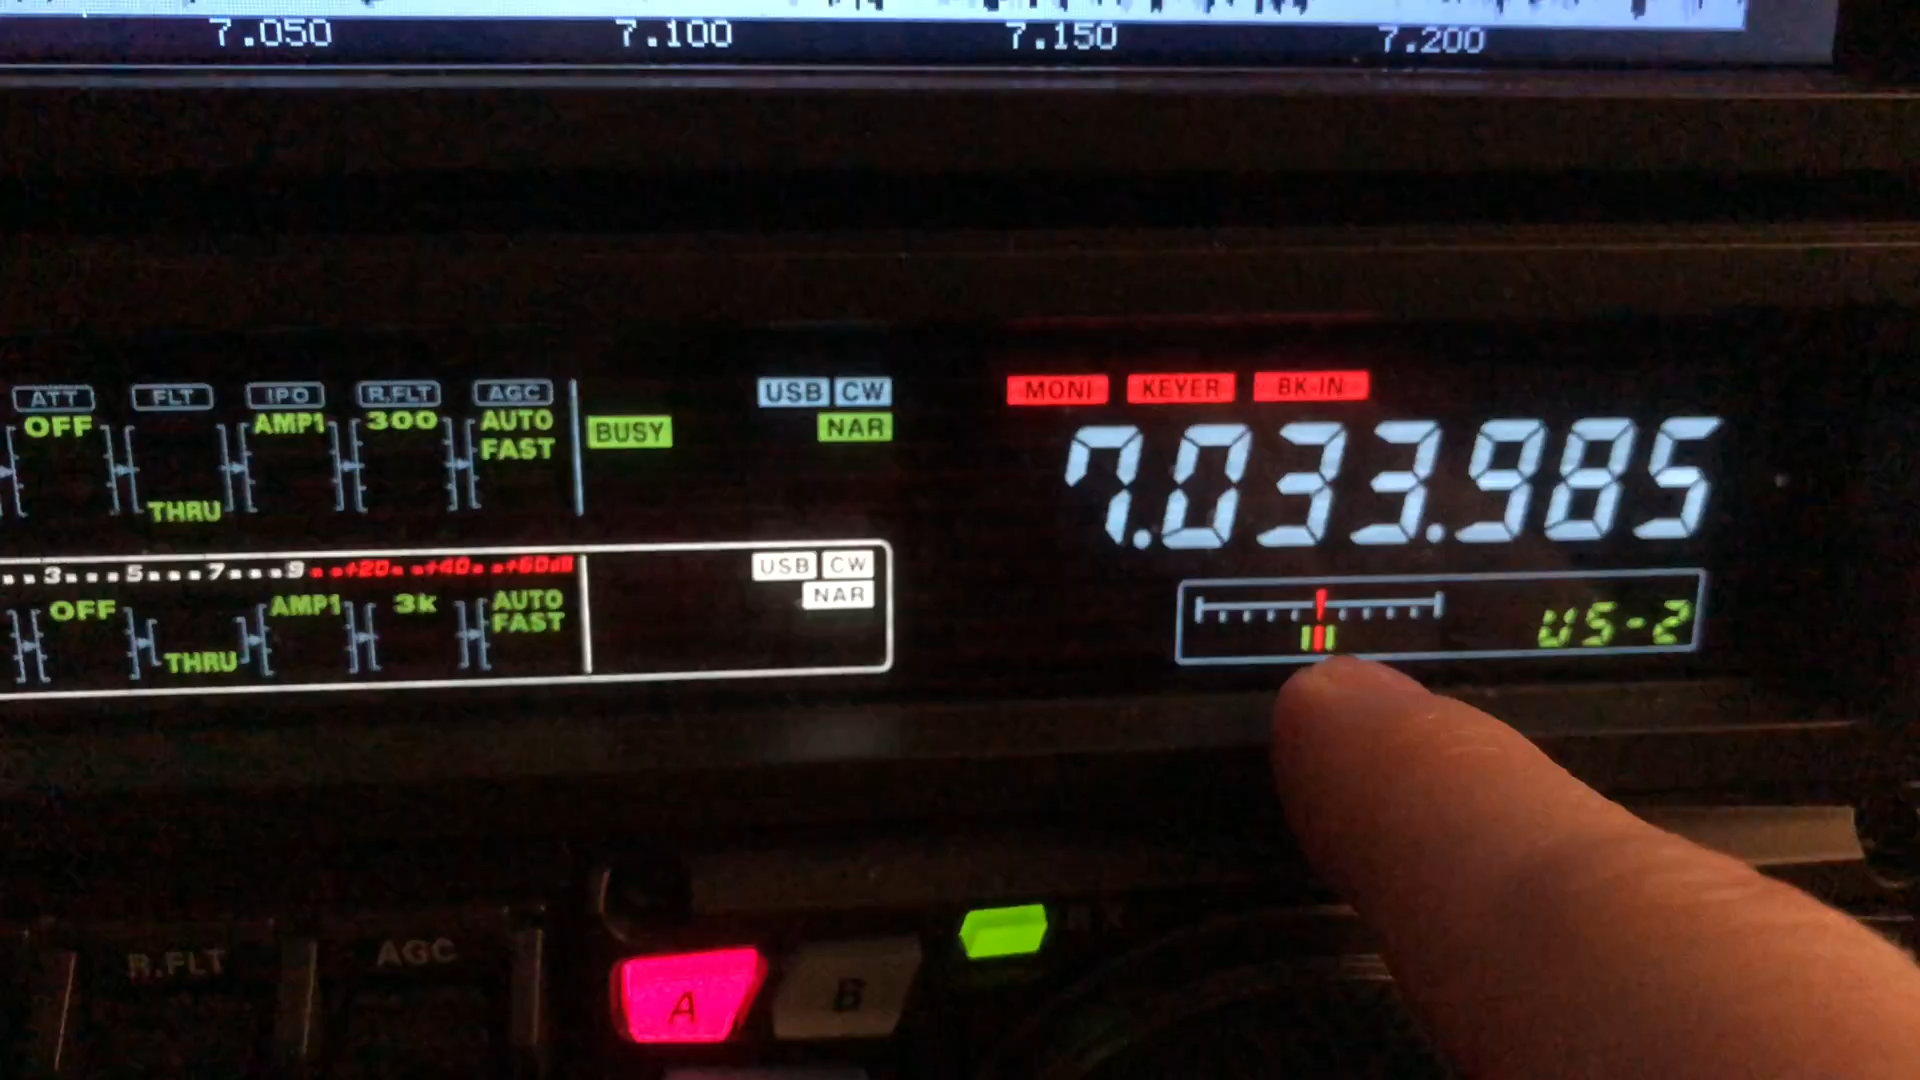 7.050 7.100 7.150 7.200
ATT FLT IPO R.FLT AGC USB CW MONI KEYER BK-IN
OFF AMP1 300 AUTO BUSY NAR 7.033.985
FAST
THRU
3 5 7 9 +20 +40 +60dB USB CW
OFF AMP1 3k AUTO NAR US-2
FAST
THRU
R.FLT AGC A B RX